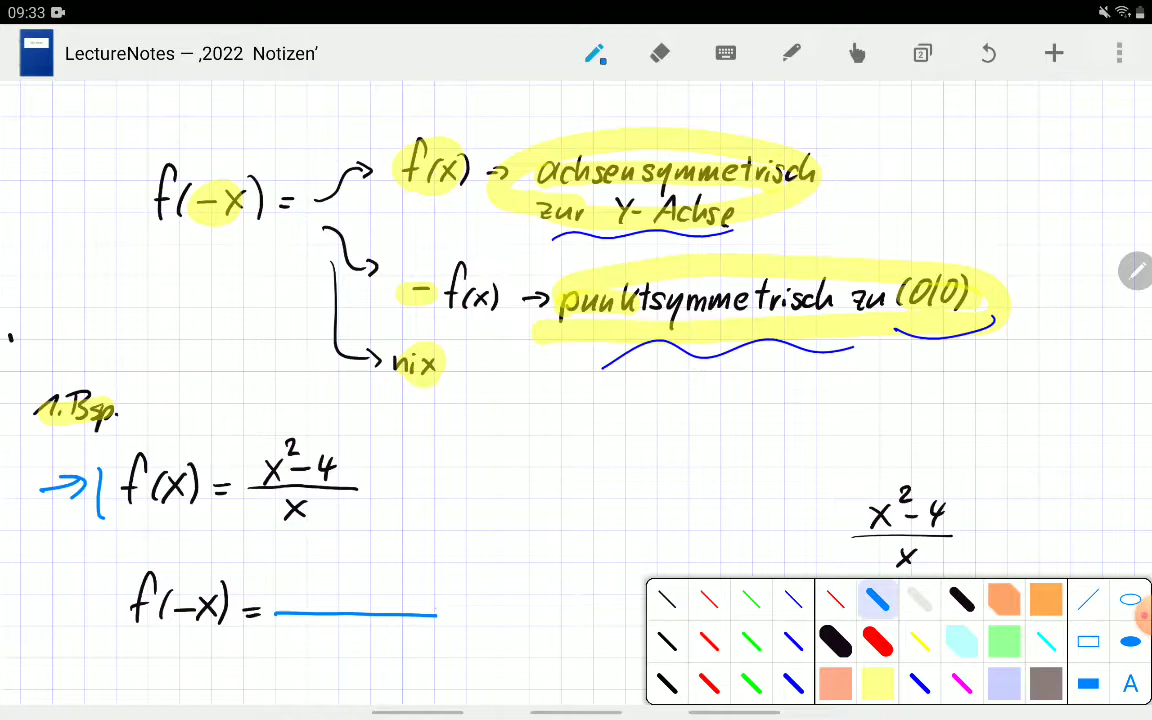 09:33
LectureNotes — ‚2022 Notizen’
f(-x) =
f(x) → achsensymmetrisch
zur Y-Achse
- f(x) → punktsymmetrisch zu (0/0)
nix
1. Bsp.
→ | f(x) = x² - 4 / x
x² - 4 / x
f(-x) =
2
A